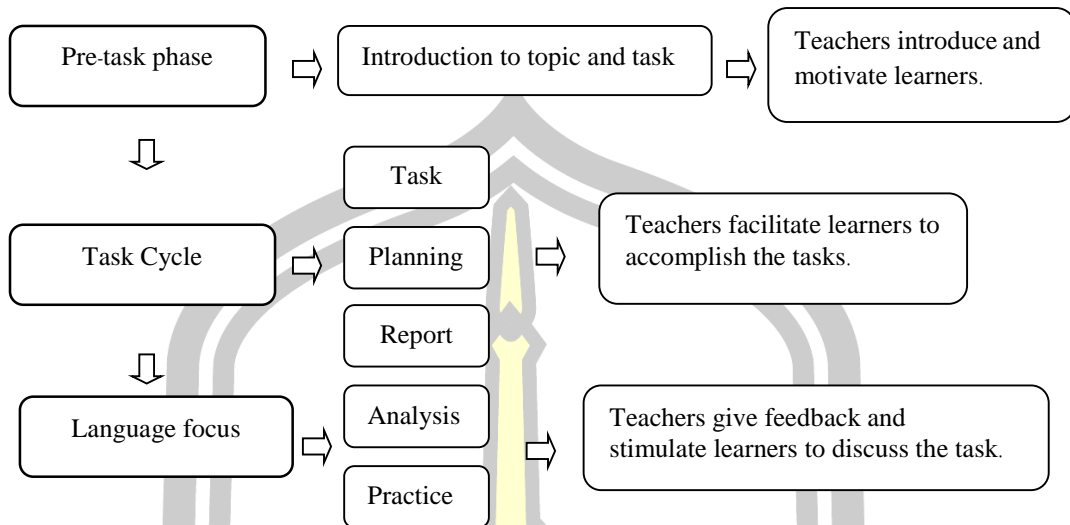 Pre-task phase
Introduction to topic and task
Teachers introduce and
motivate learners.
Task Cycle
Task
Planning
Report
Teachers facilitate learners to
accomplish the tasks.
Language focus
Analysis
Practice
Teachers give feedback and
stimulate learners to discuss the task.